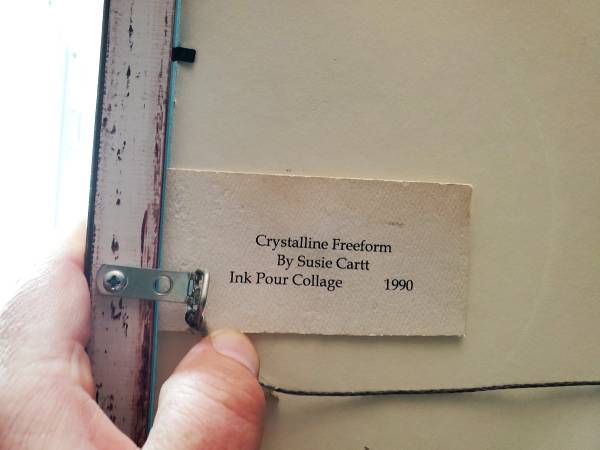 Crystalline Freeform
By Susie Cartt
Ink Pour Collage 1990